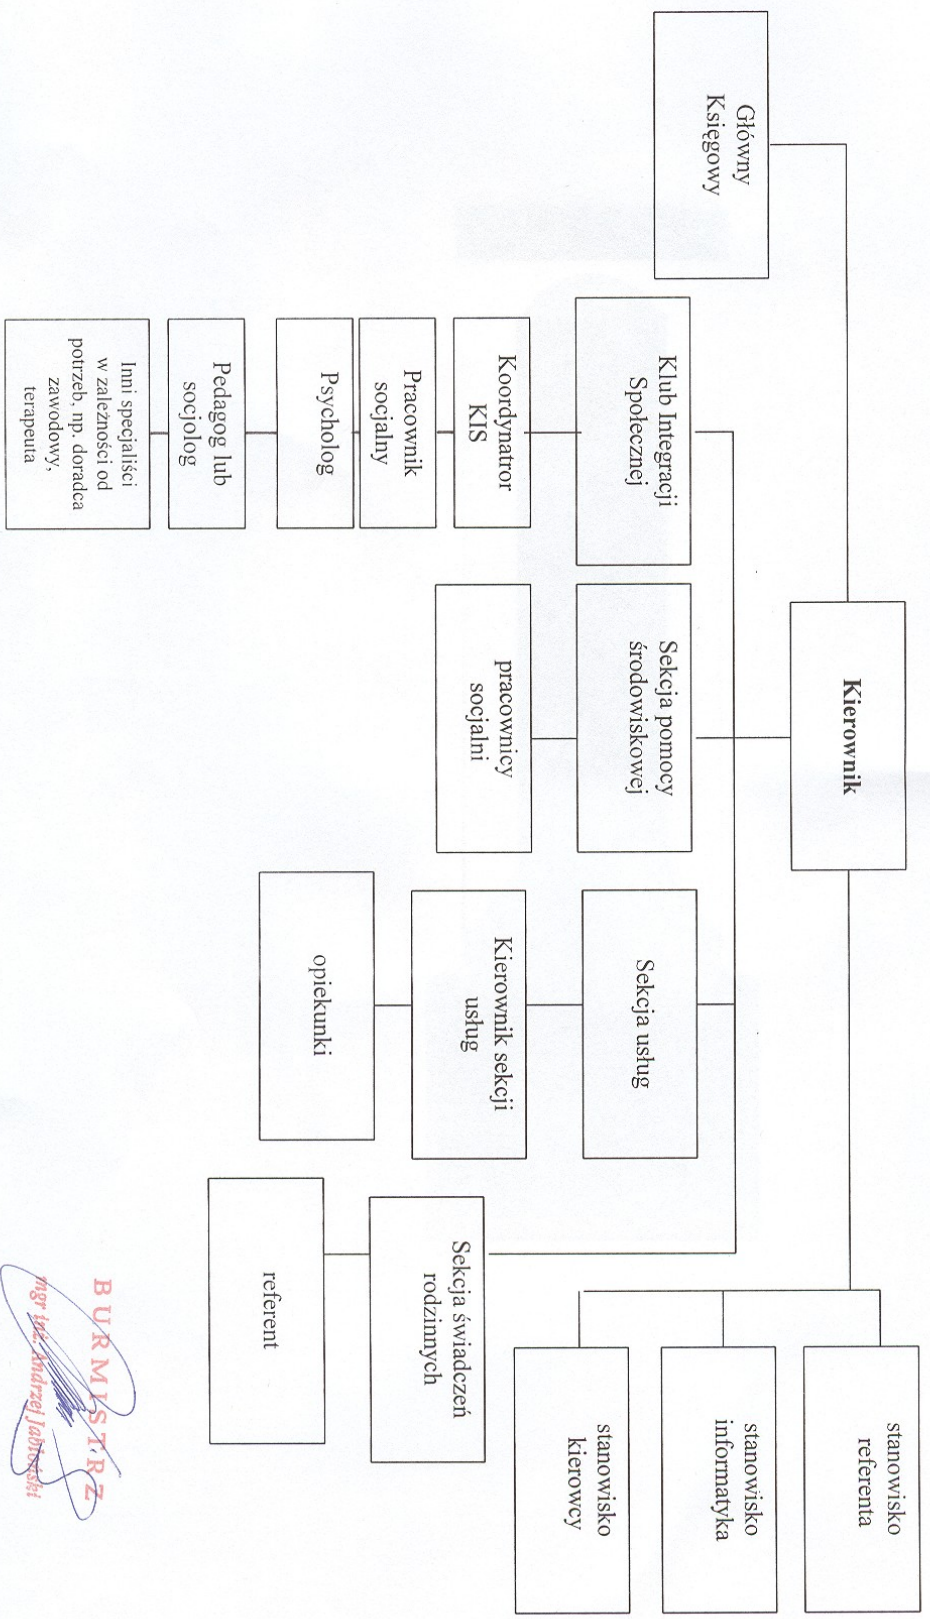 Kierownik
Główny
Księgowy
Klub Integracji
Społecznej
Koordynatror
KIS
Pracownik
socjalny
Psycholog
Pedagog lub
socjolog
Inni specjaliści
w zależności od
potrzeb, np. doradca
zawodowy,
terapeuta
Sekcja pomocy
środowiskowej
pracownicy
socjalni
Sekcja usług
Kierownik sekcji
usług
opiekunki
Sekcja świadczeń
rodzinnych
referent
stanowisko
referenta
stanowisko
informatyka
stanowisko
kierowcy
BURMISTRZ
mgr inż. Andrzej Jabłoński